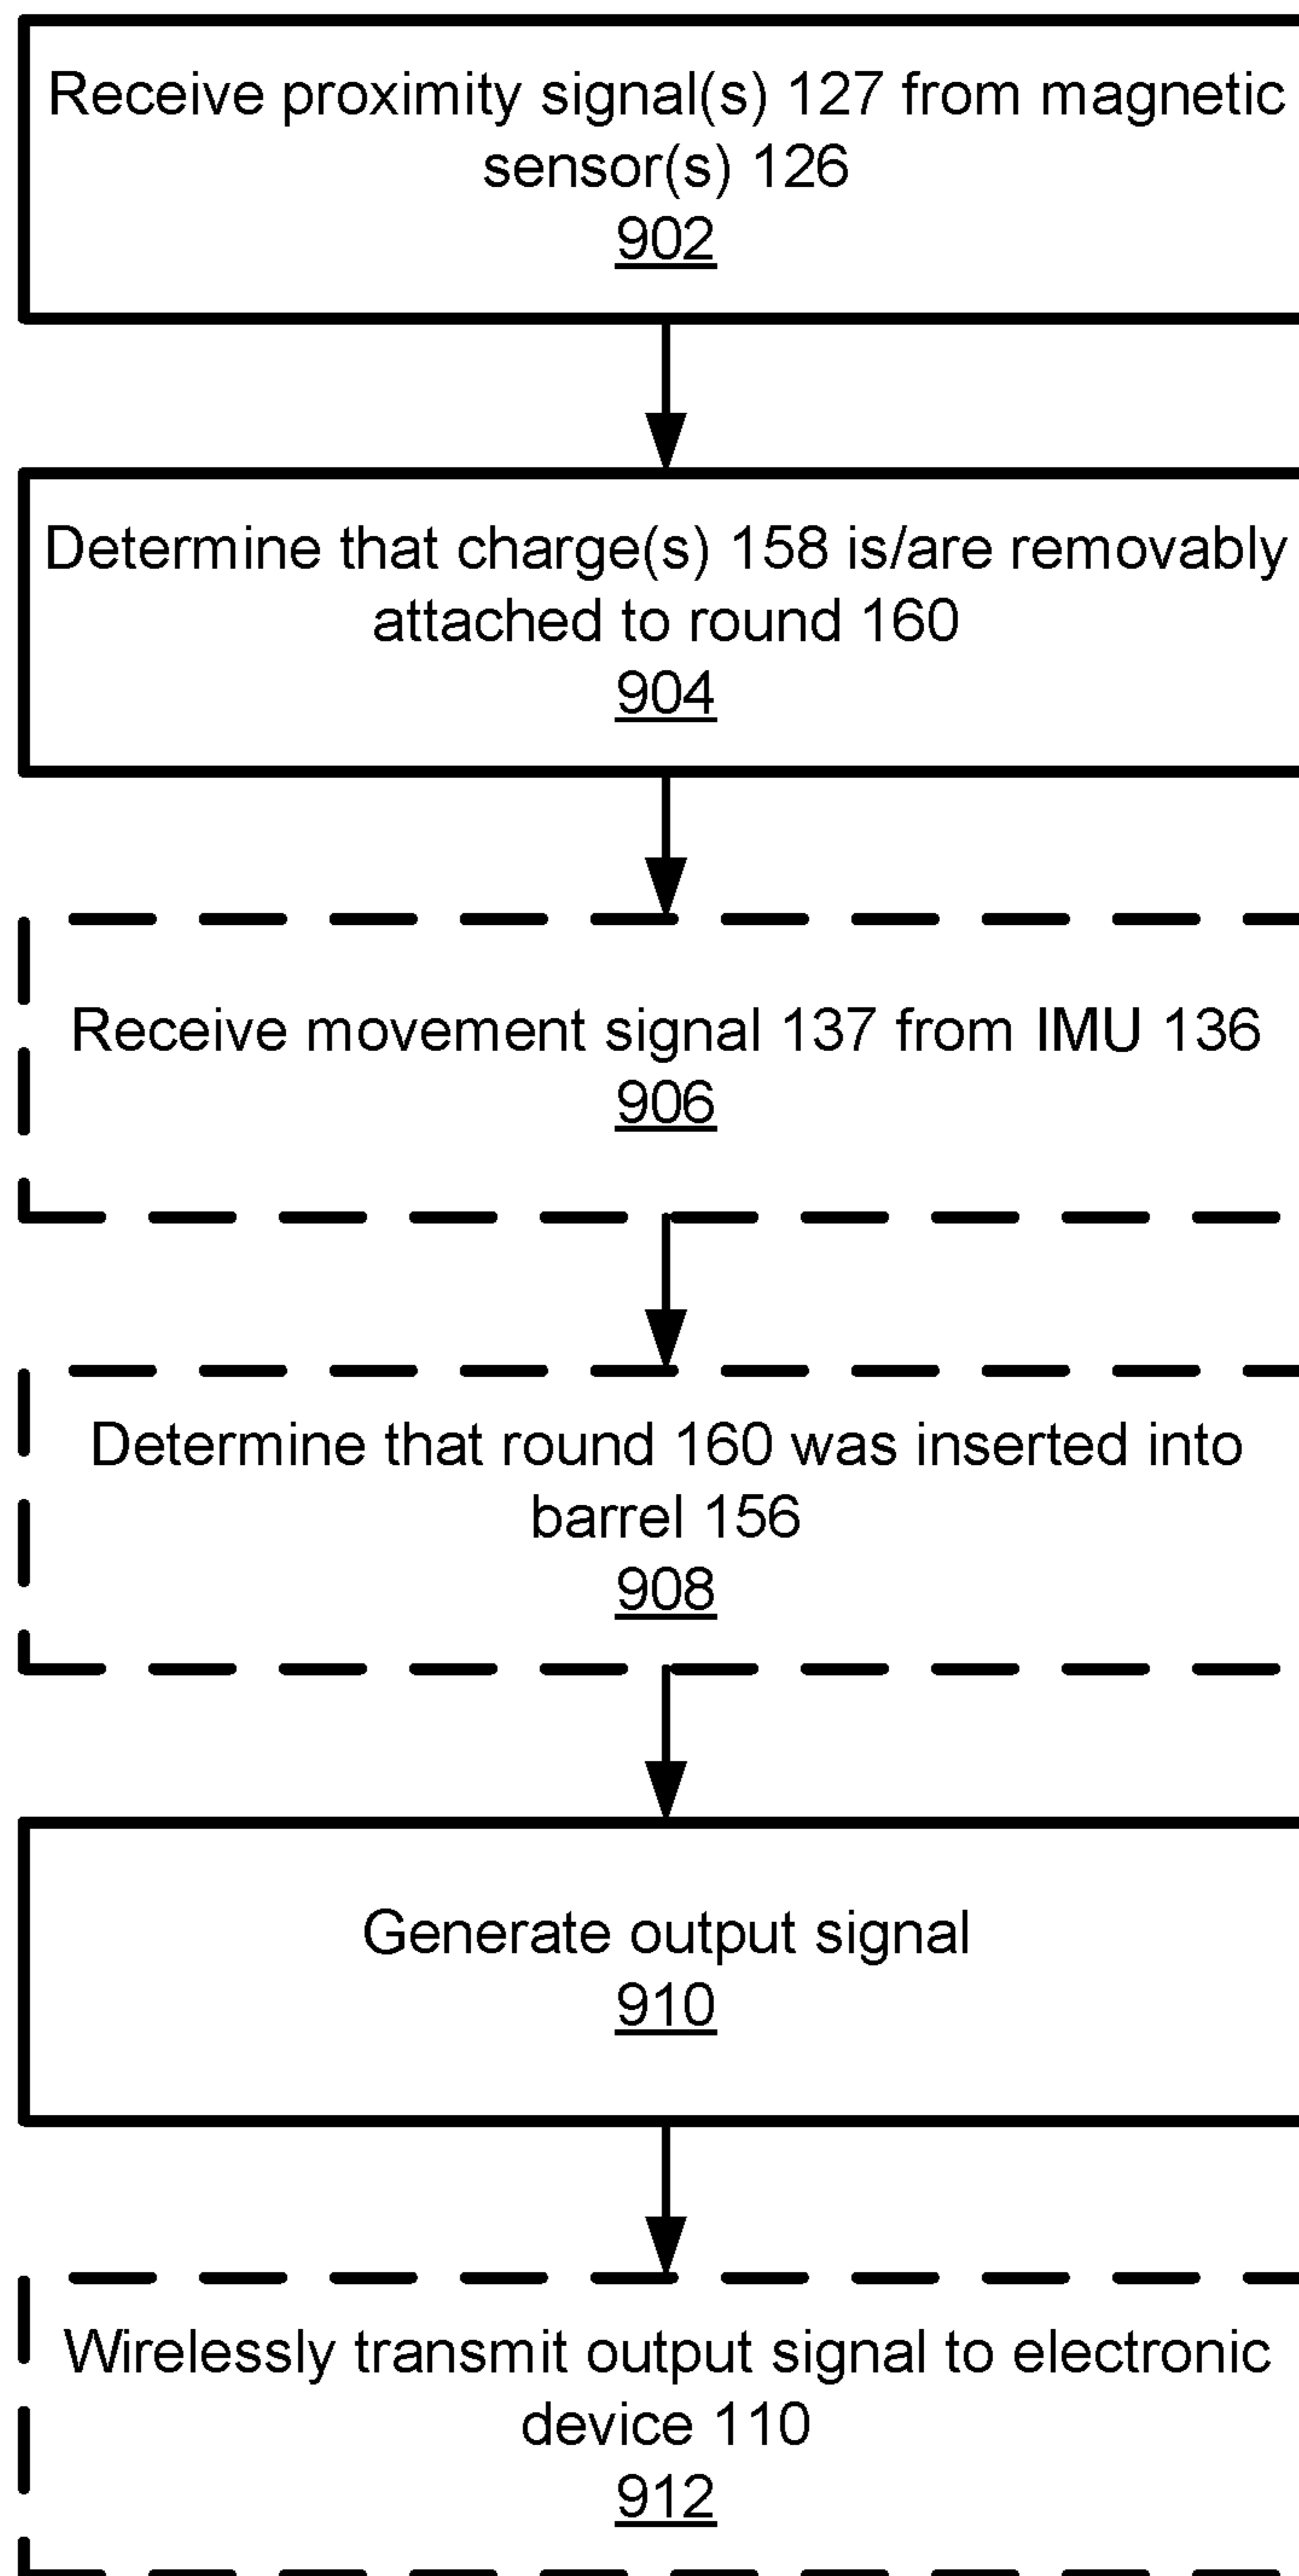 Receive proximity signal(s) 127 from magnetic
sensor(s) 126
902
Determine that charge(s) 158 is/are removably
attached to round 160
904
Receive movement signal 137 from IMU 136
906
Determine that round 160 was inserted into
barrel 156
908
Generate output signal
910
Wirelessly transmit output signal to electronic
device 110
912